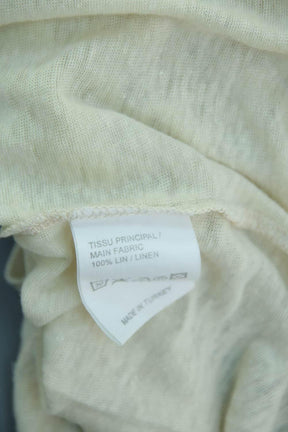 TISSU PRINCIPAL /
MAIN FABRIC
100% LIN / LINEN
MADE IN TURKEY